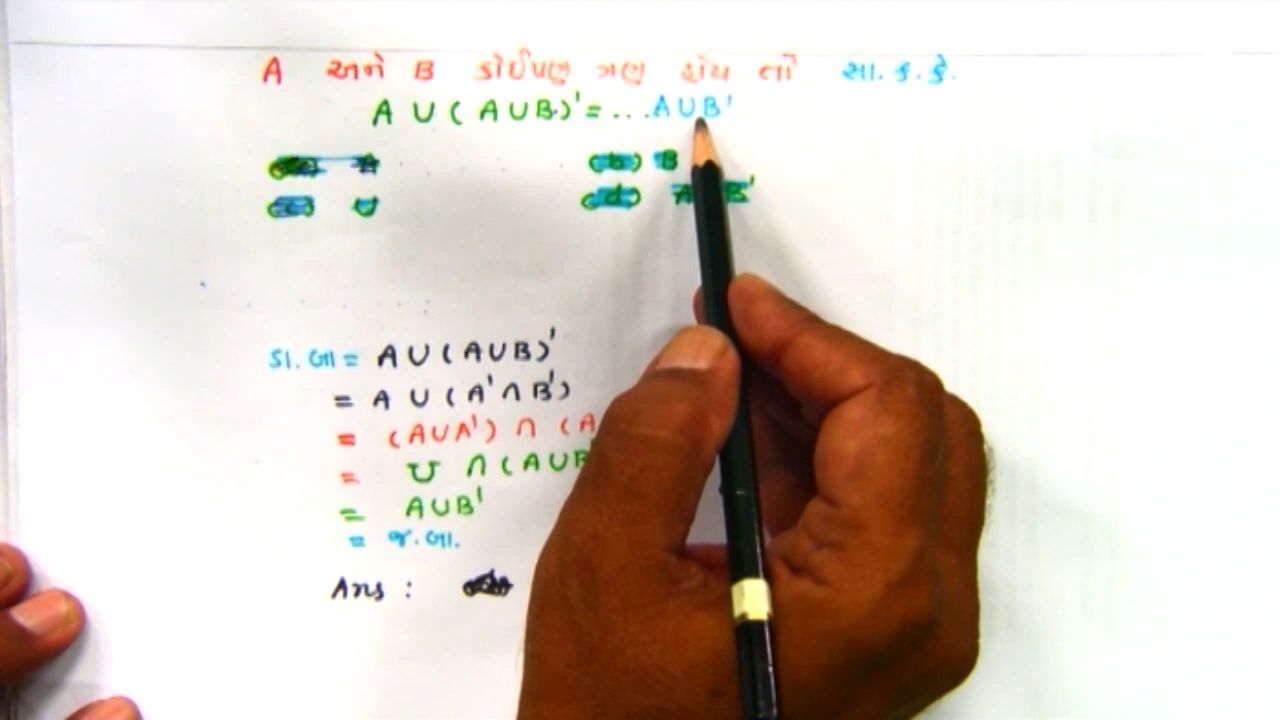 A અને B કોઈપણ ગણ હોય તો સા.ક.કે.
A ∪ (A∪B)' = ... A∪B'
(b) B
(c) U
(d) A B'
ડા.બા = A∪(A∪B)'
= A ∪ (A'∩B')
= (A∪A') ∩ (A
= U ∩ (A∪B
= A∪B'
= જ.બા.
Ans :